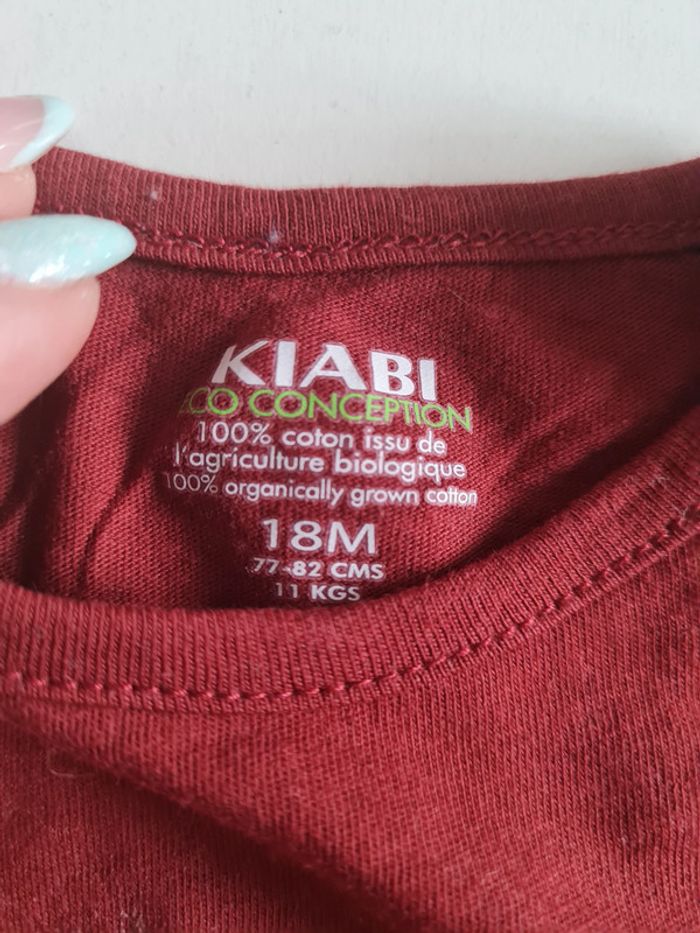 KIABI
ECO CONCEPTION
100% coton issu de
l'agriculture biologique
100% organically grown cotton
18M
77-82 CMS
11 KGS